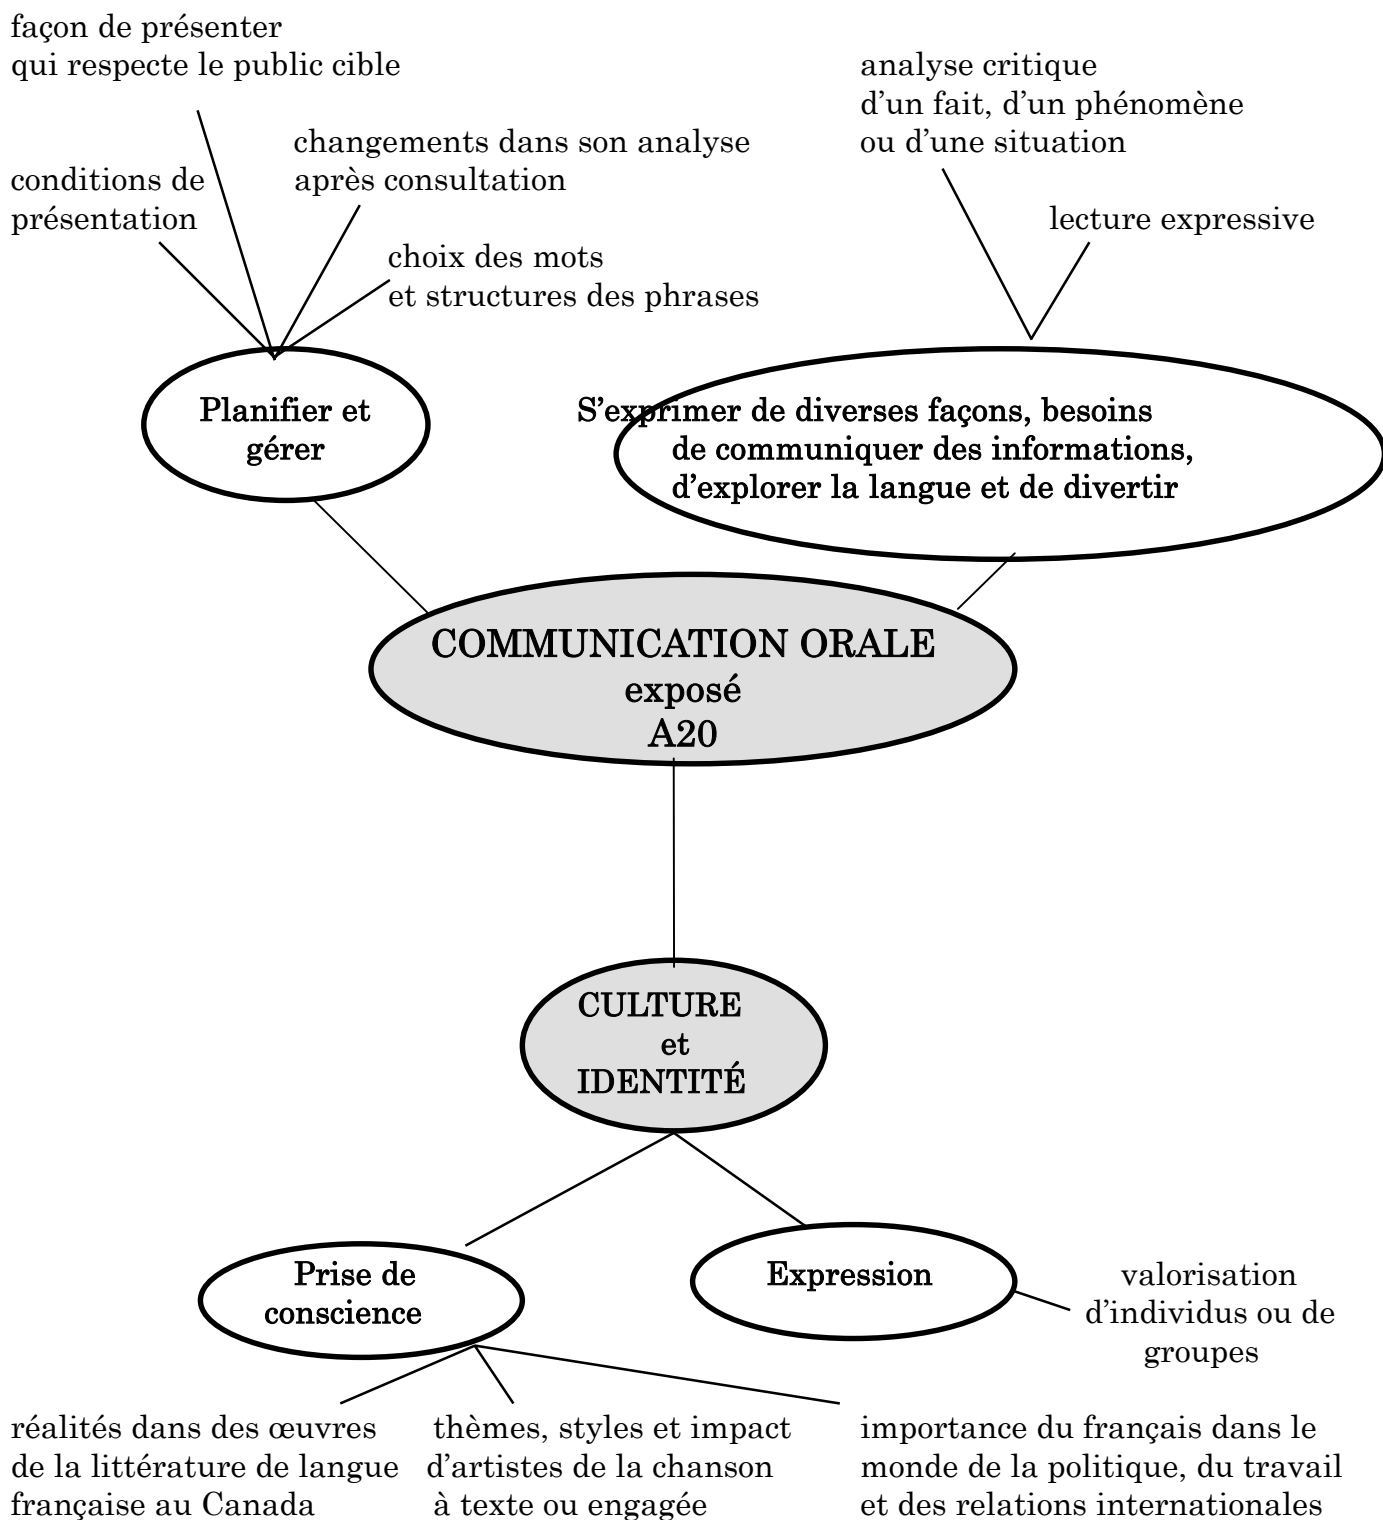 façon de présenter
qui respecte le public cible
analyse critique
d'un fait, d'un phénomène
ou d'une situation
changements dans son analyse
après consultation
conditions de
présentation
lecture expressive
choix des mots
et structures des phrases
Planifier et
gérer
S'exprimer de diverses façons, besoins
de communiquer des informations,
d'explorer la langue et de divertir
COMMUNICATION ORALE
exposé
A20
CULTURE
et
IDENTITÉ
Prise de
conscience
Expression
valorisation
d'individus ou de
groupes
réalités dans des œuvres
de la littérature de langue
française au Canada
thèmes, styles et impact
d'artistes de la chanson
à texte ou engagée
importance du français dans le
monde de la politique, du travail
et des relations internationales